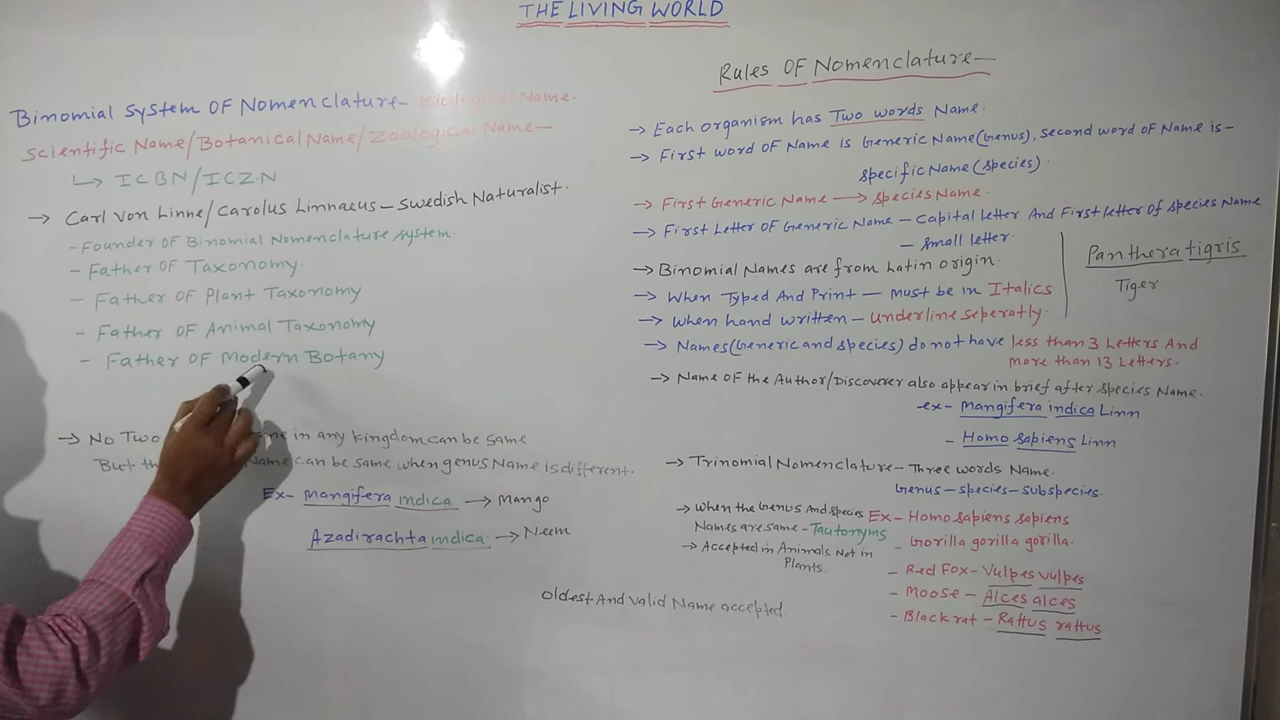 THE LIVING WORLD
Binomial System OF Nomenclature- Biological Name.
Scientific Name/Botanical Name/Zoological Name-
↳ ICBN/ICZN
→ Carl Von Linne/Carolus Linnaeus - Swedish Naturalist.
- Founder OF Binomial Nomenclature system.
- Father OF Taxonomy.
- Father OF Plant Taxonomy
- Father OF Animal Taxonomy
- Father OF Modern Botany
→ No Two in any kingdom can be same
But can be same when genus Name is different.
Ex- Mangifera indica → Mango
Azadirachta indica. → Neem
Rules OF Nomenclature-
→ Each organism has Two words Name.
→ First word OF Name is Generic Name(Genus), second word OF Name is-
Specific Name (species).
→ First Generic Name → Species Name.
→ First Letter OF Generic Name - Capital letter And First letter Of species Name
- Small letter.
→ Binomial Names are from Latin origin.
→ When Typed And Print - must be in Italics
→ When hand written - underline seperatly.
Panthera tigris
Tiger
→ Names(Generic and species) do not have less than 3 Letters And
more than 13 Letters.
→ Name OF the Author/Discoverer also appear in brief after species Name.
ex- Mangifera indica Linn
- Homo sapiens Linn
→ Trinomial Nomenclature - Three words Name.
Genus - species - subspecies.
Ex- Homo sapiens sapiens
- Gorilla gorilla gorilla.
→ When the Genus And species
Names are same - Tautonyms
→ Accepted in Animals Not in
Plants.
- Red Fox - Vulpes vulpes
- Moose - Alces alces
- Black rat - Rattus rattus
Oldest And valid Name accepted.